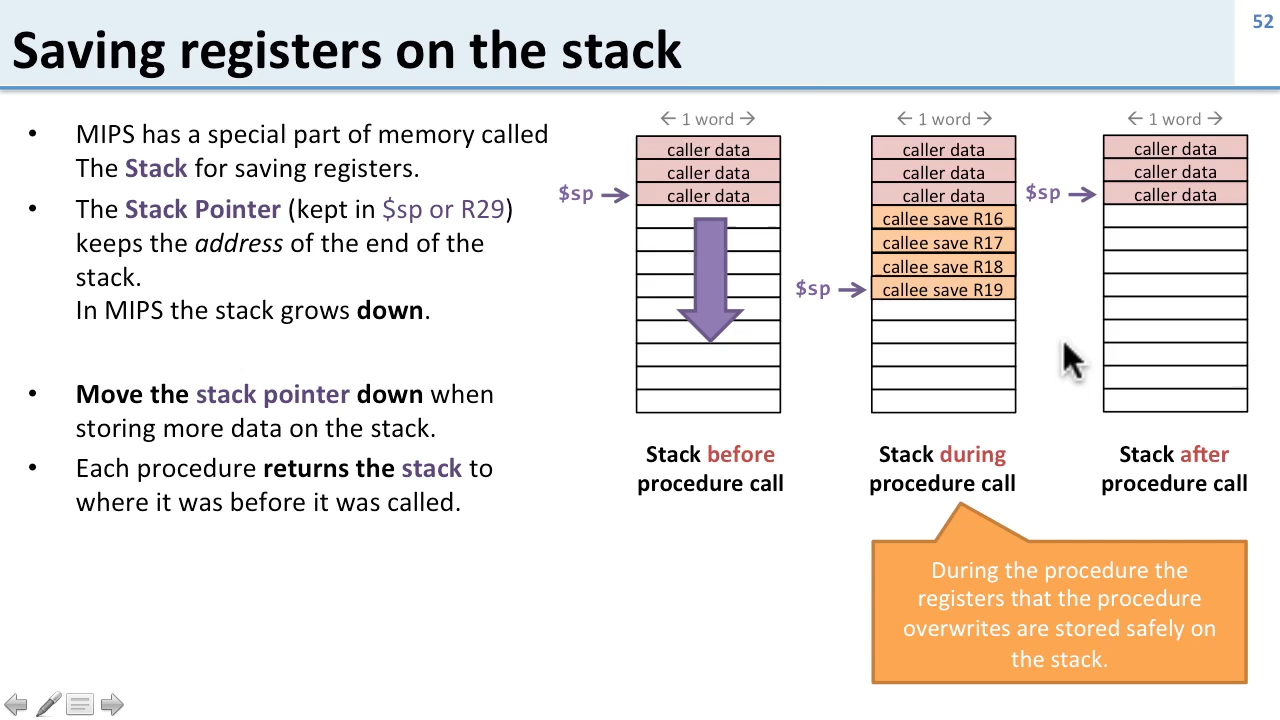 52
Saving registers on the stack
• MIPS has a special part of memory called
The Stack for saving registers.
• The Stack Pointer (kept in $sp or R29)
keeps the address of the end of the
stack.
In MIPS the stack grows down.
• Move the stack pointer down when
storing more data on the stack.
• Each procedure returns the stack to
where it was before it was called.
← 1 word →
caller data
caller data
$sp → caller data
Stack before
procedure call
← 1 word →
caller data
caller data
caller data
callee save R16
callee save R17
callee save R18
$sp → callee save R19
Stack during
procedure call
← 1 word →
caller data
caller data
$sp → caller data
Stack after
procedure call
During the procedure the
registers that the procedure
overwrites are stored safely on
the stack.